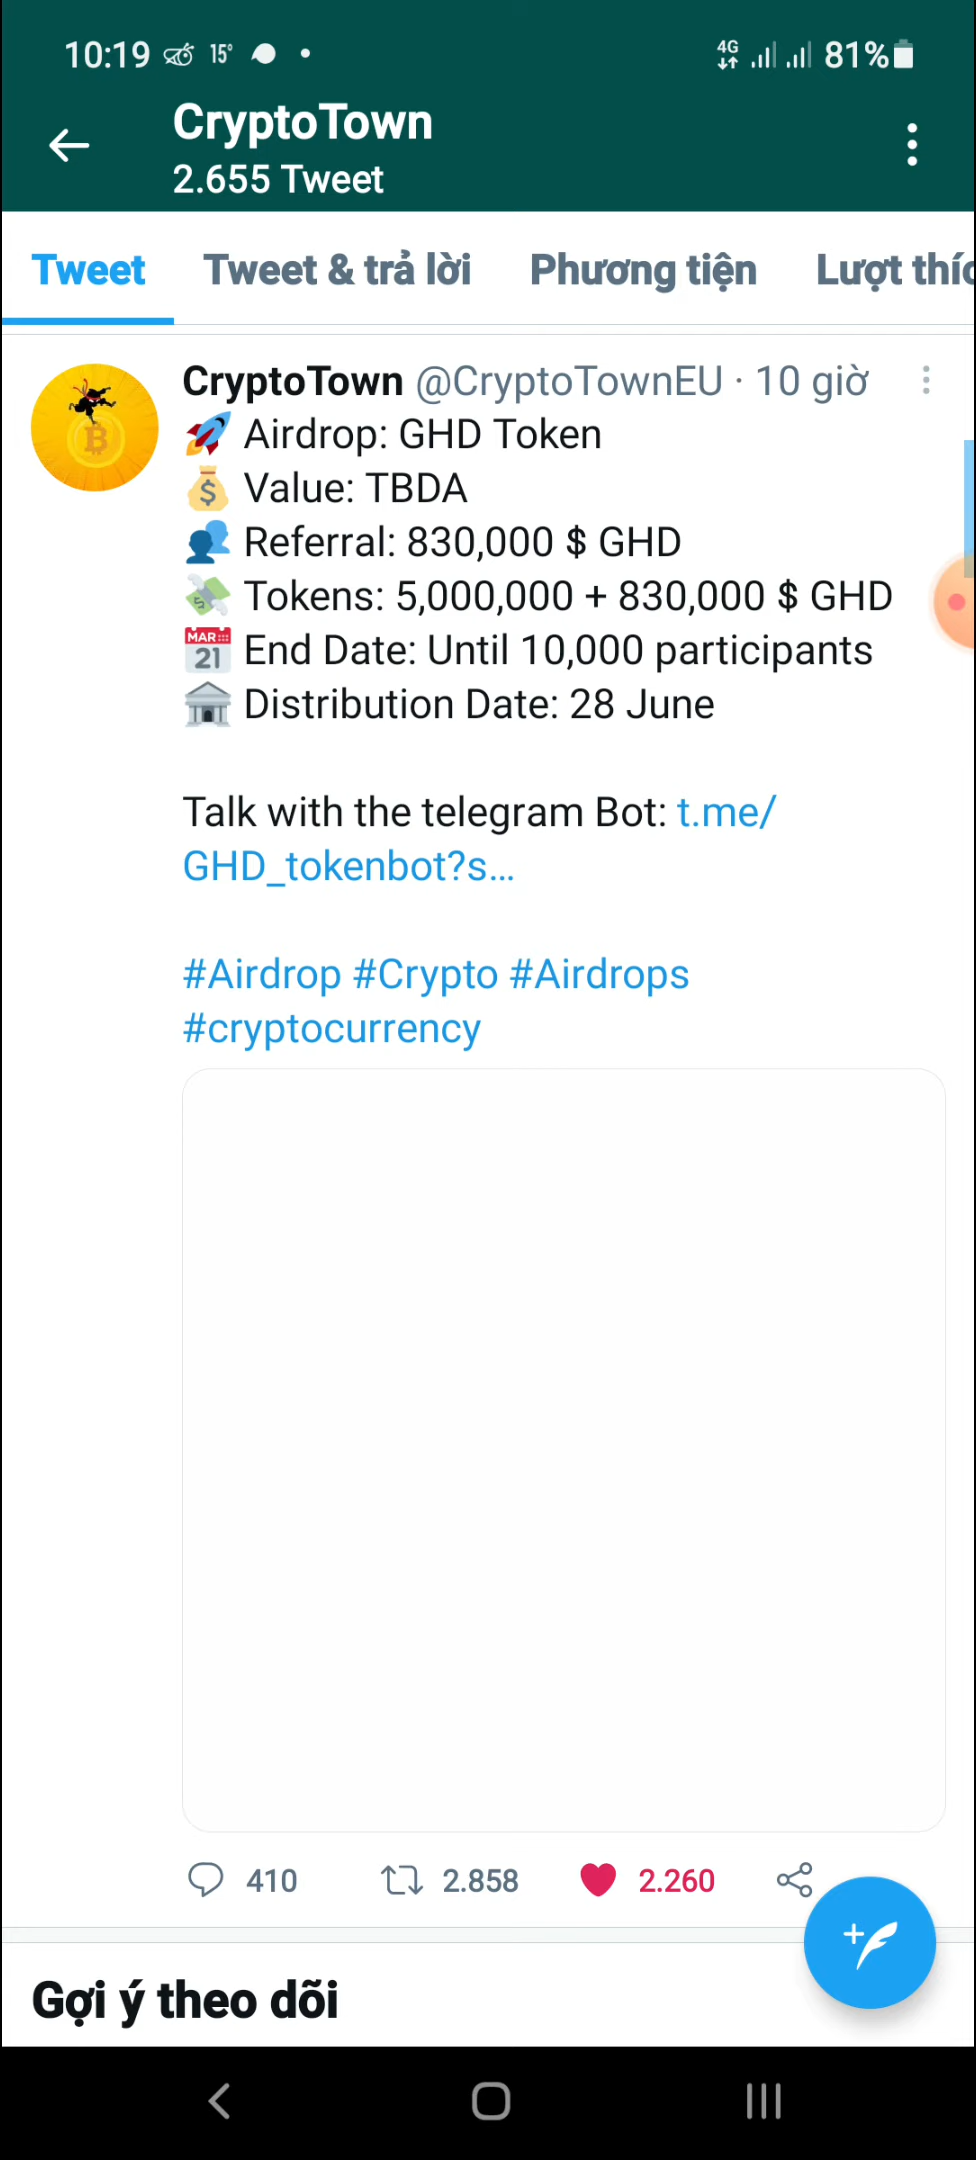 10:19 15° 4G 81%
CryptoTown
2.655 Tweet
Tweet Tweet & trả lời Phương tiện Lượt thíc
CryptoTown @CryptoTownEU · 10 giờ
🚀 Airdrop: GHD Token
💰 Value: TBDA
👥 Referral: 830,000 $ GHD
💸 Tokens: 5,000,000 + 830,000 $ GHD
📅 End Date: Until 10,000 participants
🏦 Distribution Date: 28 June
Talk with the telegram Bot: t.me/
GHD_tokenbot?s...
#Airdrop #Crypto #Airdrops
#cryptocurrency
410 2.858 2.260
Gợi ý theo dõi